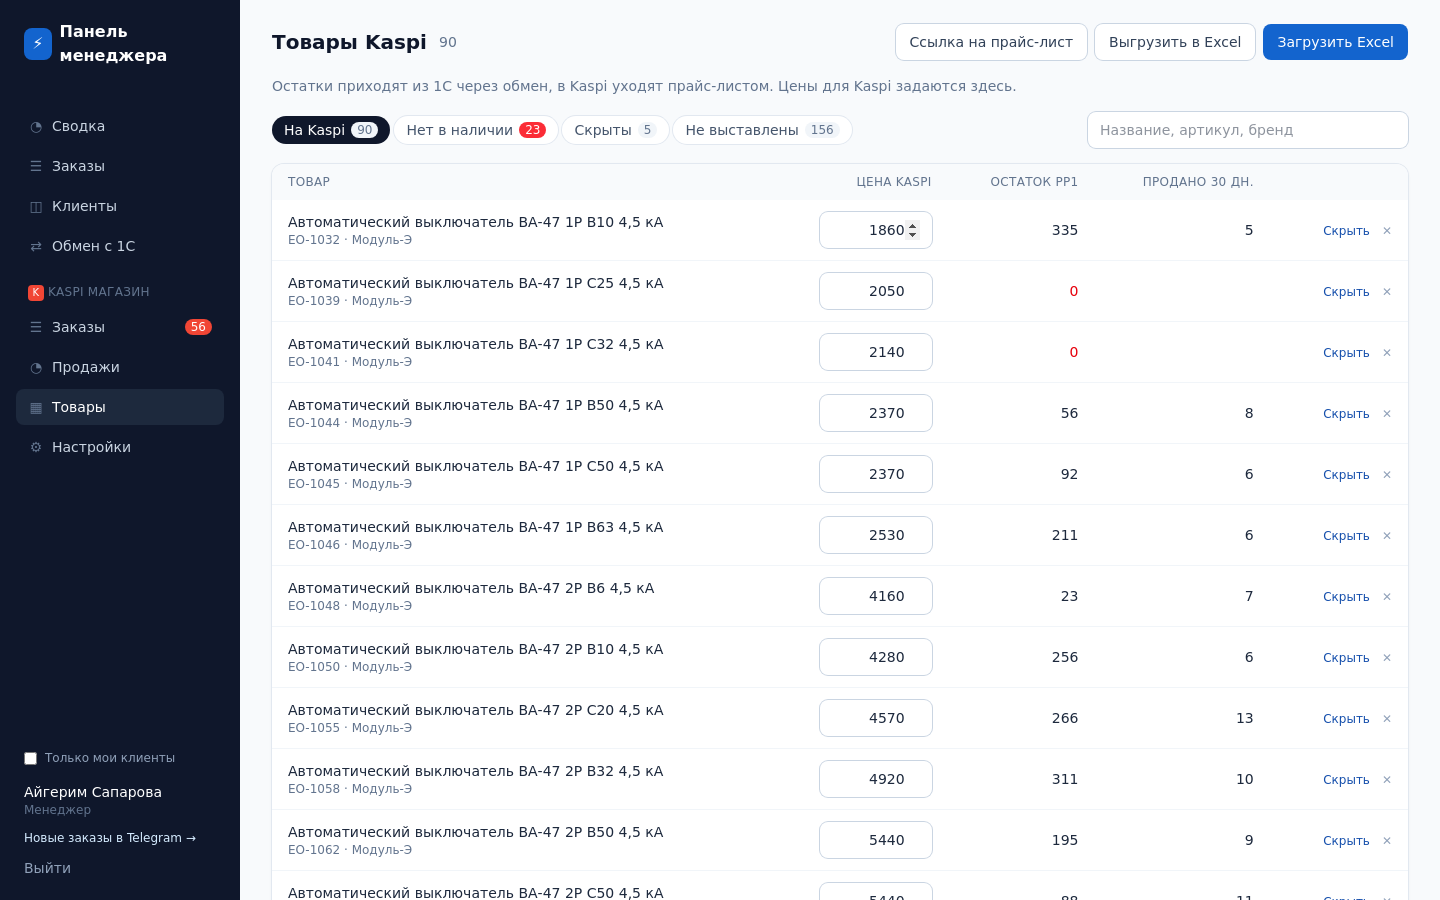 ⚡ Панель менеджера
Сводка
Заказы
Клиенты
Обмен с 1С
K KASPI МАГАЗИН
Заказы 56
Продажи
Товары
Настройки
Только мои клиенты
Айгерим Сапарова
Менеджер
Новые заказы в Telegram →
Выйти
Товары Kaspi 90
Ссылка на прайс-лист
Выгрузить в Excel
Загрузить Excel
Остатки приходят из 1С через обмен, в Kaspi уходят прайс-листом. Цены для Kaspi задаются здесь.
На Kaspi 90
Нет в наличии 23
Скрыты 5
Не выставлены 156
Название, артикул, бренд
ТОВАР ЦЕНА KASPI ОСТАТОК PP1 ПРОДАНО 30 ДН.
Автоматический выключатель ВА-47 1P B10 4,5 кА 1860 335 5 Скрыть ×
EO-1032 · Модуль-Э
Автоматический выключатель ВА-47 1P C25 4,5 кА 2050 0 Скрыть ×
EO-1039 · Модуль-Э
Автоматический выключатель ВА-47 1P C32 4,5 кА 2140 0 Скрыть ×
EO-1041 · Модуль-Э
Автоматический выключатель ВА-47 1P B50 4,5 кА 2370 56 8 Скрыть ×
EO-1044 · Модуль-Э
Автоматический выключатель ВА-47 1P C50 4,5 кА 2370 92 6 Скрыть ×
EO-1045 · Модуль-Э
Автоматический выключатель ВА-47 1P B63 4,5 кА 2530 211 6 Скрыть ×
EO-1046 · Модуль-Э
Автоматический выключатель ВА-47 2P B6 4,5 кА 4160 23 7 Скрыть ×
EO-1048 · Модуль-Э
Автоматический выключатель ВА-47 2P B10 4,5 кА 4280 256 6 Скрыть ×
EO-1050 · Модуль-Э
Автоматический выключатель ВА-47 2P C20 4,5 кА 4570 266 13 Скрыть ×
EO-1055 · Модуль-Э
Автоматический выключатель ВА-47 2P B32 4,5 кА 4920 311 10 Скрыть ×
EO-1058 · Модуль-Э
Автоматический выключатель ВА-47 2P B50 4,5 кА 5440 195 9 Скрыть ×
EO-1062 · Модуль-Э
Автоматический выключатель ВА-47 2P C50 4,5 кА 5440 88 11 Скрыть